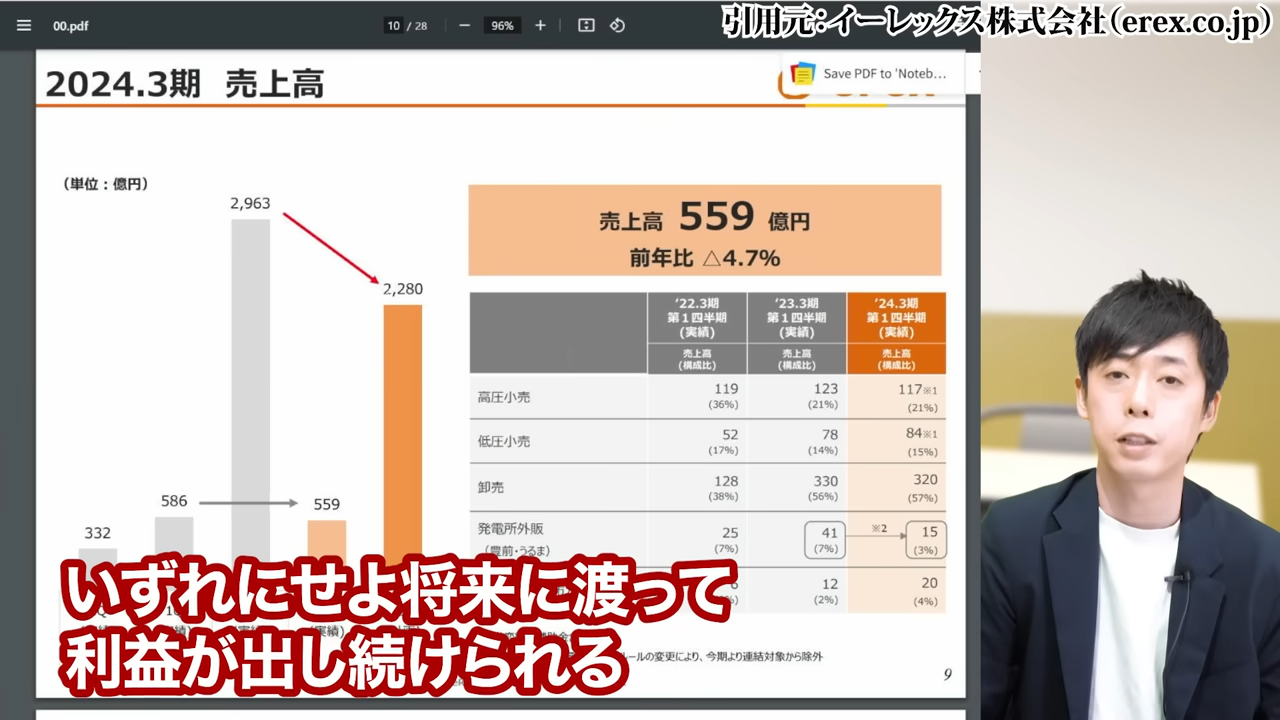 00.pdf
10 / 28
96%
引用元:イーレックス株式会社(erex.co.jp)
Save PDF to 'Noteb...
2024.3期 売上高
(単位:億円)
2,963
2,280
586
559
332
売上高 559 億円
前年比 △4.7%
'22.3期 第1四半期 (実績)
'23.3期 第1四半期 (実績)
'24.3期 第1四半期 (実績)
売上高 (構成比)
売上高 (構成比)
売上高 (構成比)
高圧小売 119 (36%) 123 (21%) 117※1 (21%)
低圧小売 52 (17%) 78 (14%) 84※1 (15%)
卸売 128 (38%) 330 (56%) 320 (57%)
発電所外販 (豊前・うるま) 25 (7%) 41 (7%) ※2 15 (3%)
12 (2%) 20 (4%)
ルールの変更により、今期より連結対象から除外
9
いずれにせよ将来に渡って
利益が出し続けられる